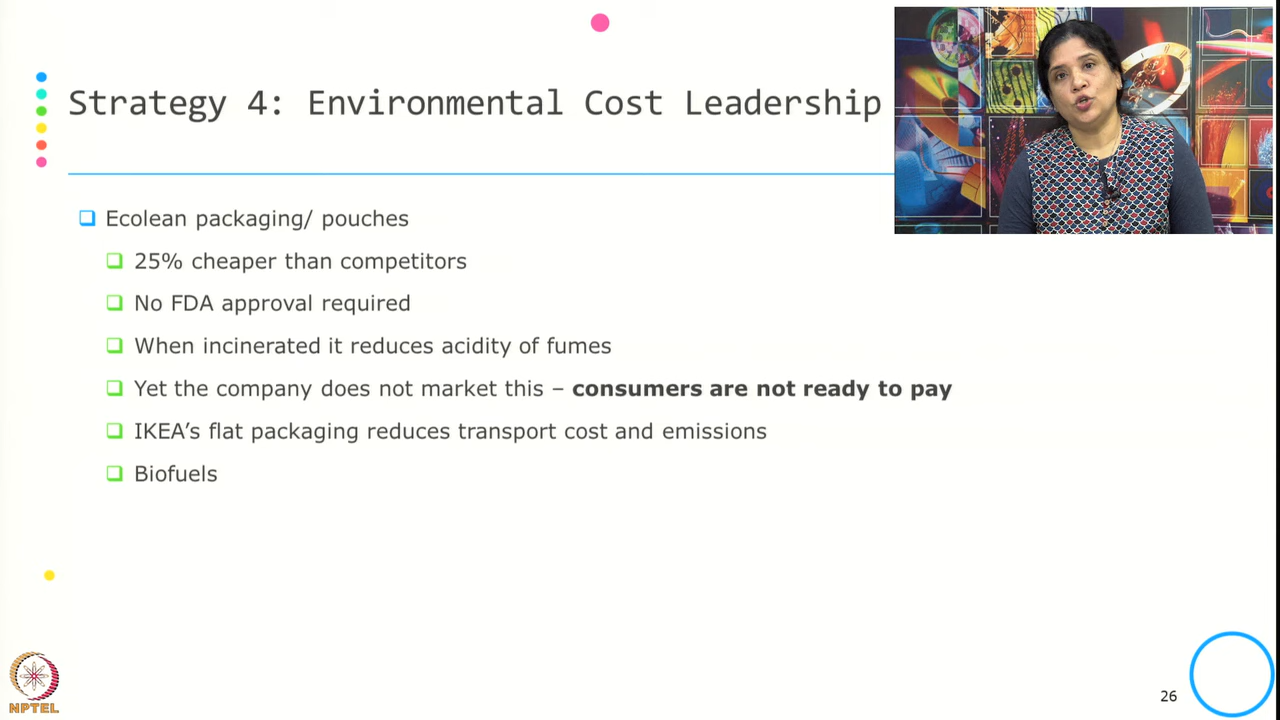 Strategy 4: Environmental Cost Leadership
Ecolean packaging/ pouches
25% cheaper than competitors
No FDA approval required
When incinerated it reduces acidity of fumes
Yet the company does not market this – consumers are not ready to pay
IKEA’s flat packaging reduces transport cost and emissions
Biofuels
NPTEL
26